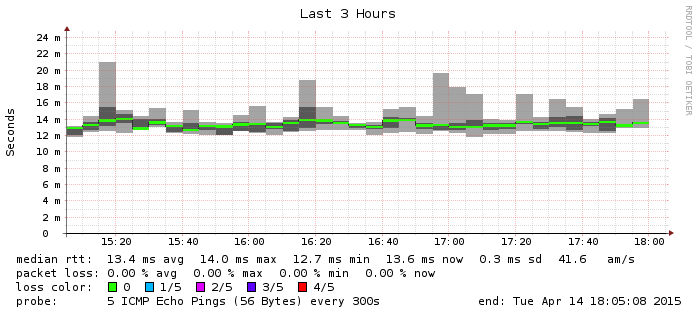 Last 3 Hours
RRDTOOL / TOBI OETIKER
Seconds
24 m
22 m
20 m
18 m
16 m
14 m
12 m
10 m
8 m
6 m
4 m
2 m
0
15:20 15:40 16:00 16:20 16:40 17:00 17:20 17:40 18:00
median rtt: 13.4 ms avg 14.0 ms max 12.7 ms min 13.6 ms now 0.3 ms sd 41.6 am/s
packet loss: 0.00 % avg 0.00 % max 0.00 % min 0.00 % now
loss color: 0 1/5 2/5 3/5 4/5
probe: 5 ICMP Echo Pings (56 Bytes) every 300s end: Tue Apr 14 18:05:08 2015